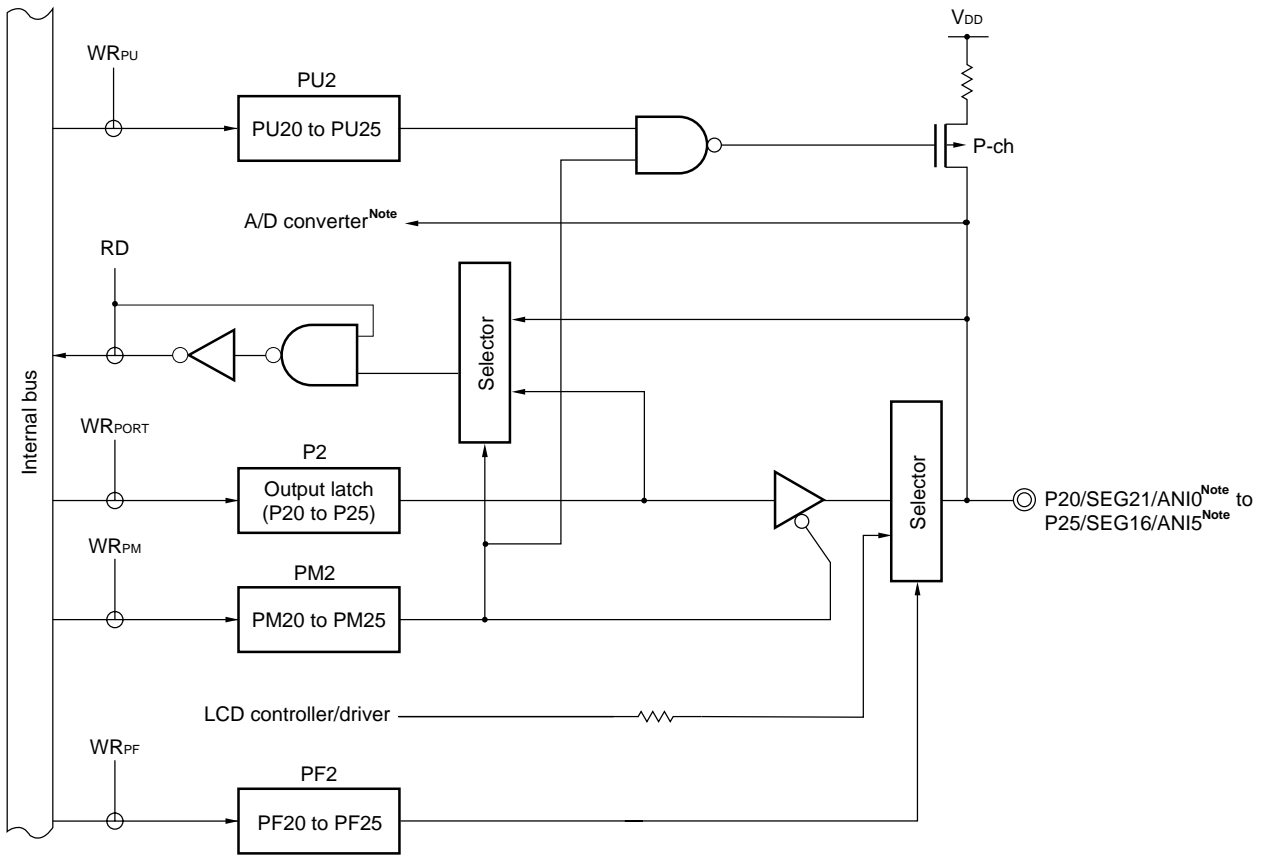 VDD
WRPU
PU2
PU20 to PU25
P-ch
A/D converterNote
RD
Selector
Internal bus
WRPORT
P2
Output latch
(P20 to P25)
Selector
P20/SEG21/ANI0Note to
P25/SEG16/ANI5Note
WRPM
PM2
PM20 to PM25
LCD controller/driver
WRPF
PF2
PF20 to PF25